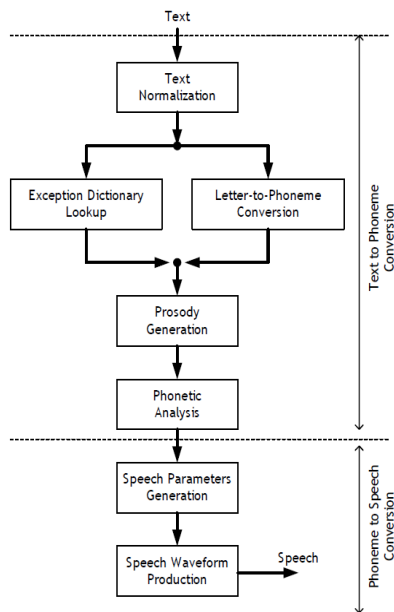 Text
Text
Normalization
Exception Dictionary
Lookup
Letter-to-Phoneme
Conversion
Prosody
Generation
Phonetic
Analysis
Text to Phoneme
Conversion
Speech Parameters
Generation
Speech Waveform
Production
Speech
Phoneme to Speech
Conversion